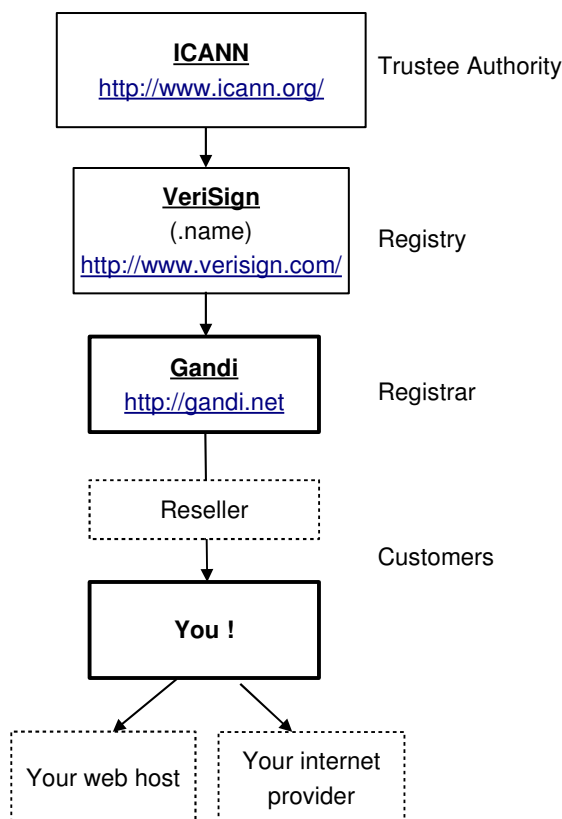 ICANN
http://www.icann.org/
Trustee Authority
VeriSign
(.name)
http://www.verisign.com/
Registry
Gandi
http://gandi.net
Registrar
Reseller
Customers
You !
Your web host
Your internet
provider